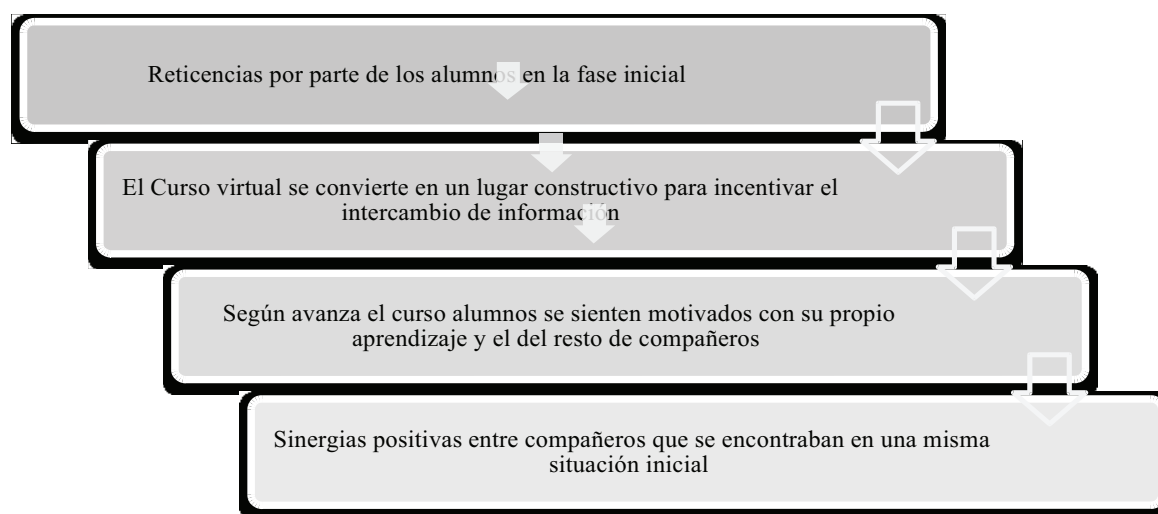 Reticencias por parte de los alumnos en la fase inicial
El Curso virtual se convierte en un lugar constructivo para incentivar el
intercambio de información
Según avanza el curso alumnos se sienten motivados con su propio
aprendizaje y el del resto de compañeros
Sinergias positivas entre compañeros que se encontraban en una misma
situación inicial